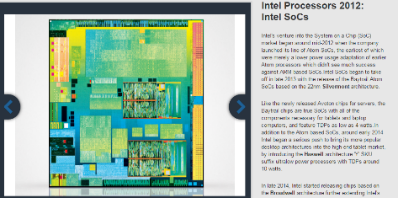 Intel Processors 2012:
Intel SoCs
Intel's venture into the System on a Chip (SoC)
market began around mid-2012 when the company
launched its line of Atom SoCs, the earliest of which
were merely a lower power usage adaptation of earlier
Atom processors which didn't see much success
against ARM based SoCs. Intel SoCs began to take
off in late 2013 with the release of the Baytrail Atom
SoCs based on the 22nm Silvermont architecture.
Like the newly released Avoton chips for servers, the
Baytrail chips are true SoCs with all of the
components necessary for tablets and laptop
computers, and feature TDPs as low as 4 watts. In
addition to the Atom based SoCs, around early 2014
Intel began a serious push to bring its more popular
desktop architectures into the high end tablet market
by introducing the Haswell architecture "Y" SKU
suffix ultralow power processors with TDPs around
10 watts.
In late 2014, Intel started releasing chips based on
the Broadwell architecture further extending Intel's